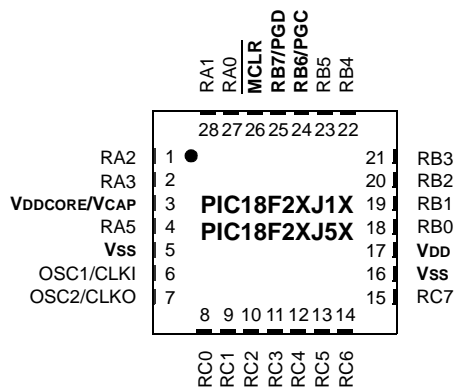 RA1 RA0 MCLR RB7/PGD RB6/PGC RB5 RB4
28 27 26 25 24 23 22
RA2 1 21 RB3
RA3 2 20 RB2
VDDCORE/VCAP 3 PIC18F2XJ1X 19 RB1
RA5 4 PIC18F2XJ5X 18 RB0
VSS 5 17 VDD
OSC1/CLKI 6 16 VSS
OSC2/CLKO 7 15 RC7
8 9 10 11 12 13 14
RC0 RC1 RC2 RC3 RC4 RC5 RC6